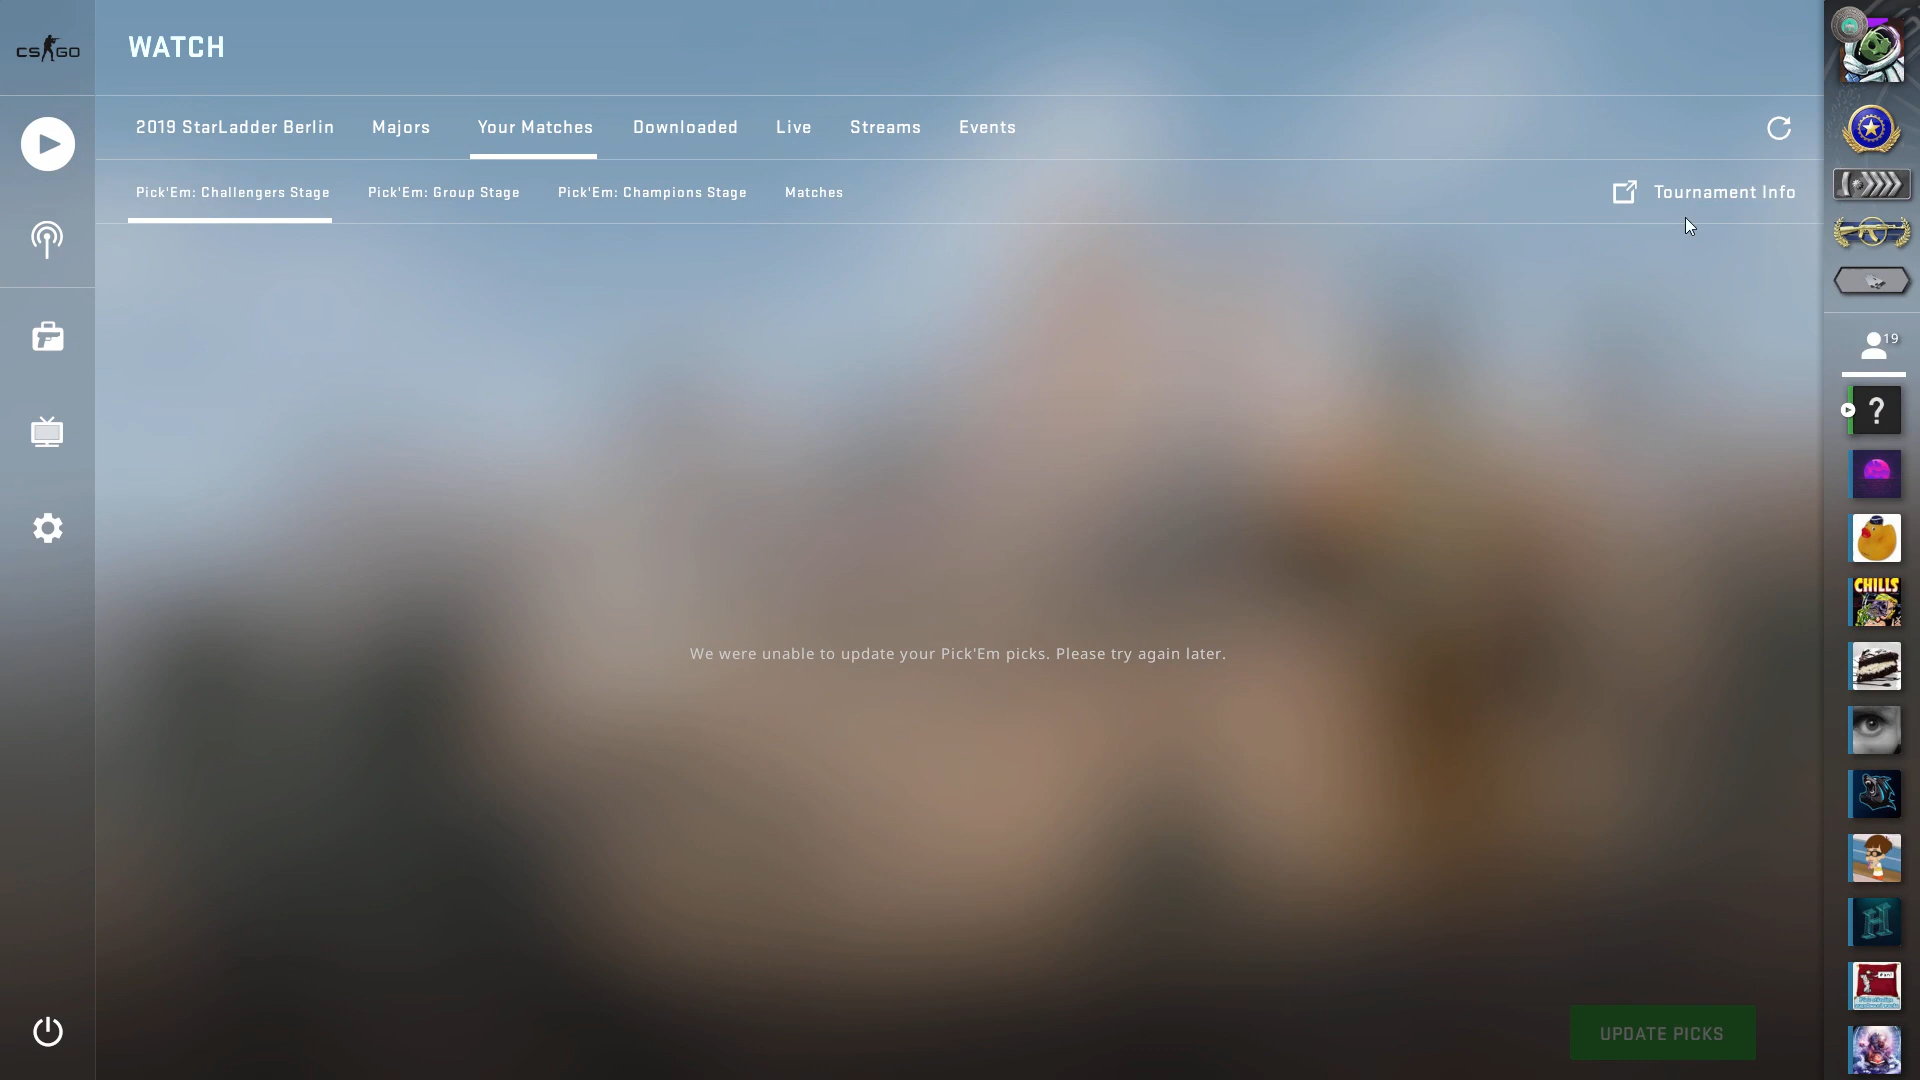 CS GO
WATCH
2019 StarLadder Berlin
Majors
Your Matches
Downloaded
Live
Streams
Events
Pick'Em: Challengers Stage
Pick'Em: Group Stage
Pick'Em: Champions Stage
Matches
Tournament Info
19
?
CHILLS
We were unable to update your Pick'Em picks. Please try again later.
H
UPDATE PICKS